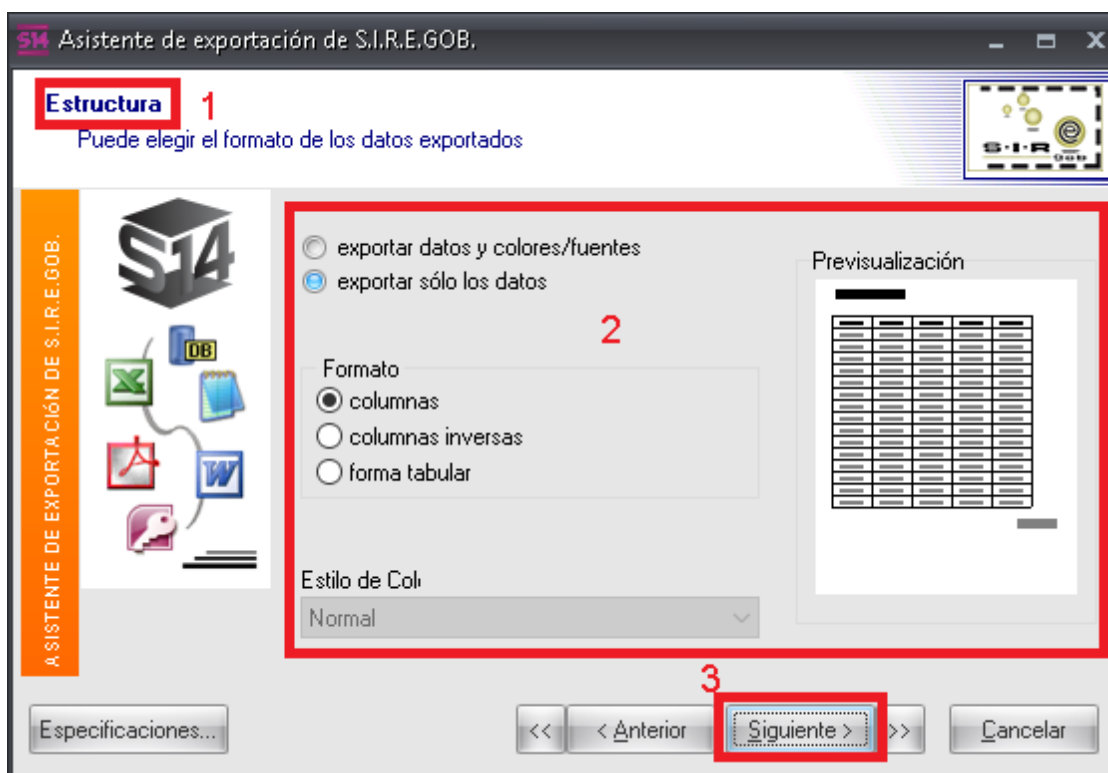 S14 Asistente de exportación de S.I.R.E.GOB.
Estructura 1
Puede elegir el formato de los datos exportados
S·I·R e
Gob
ASISTENTE DE EXPORTACIÓN DE S.I.R.E.GOB.
S14
DB
X
W
exportar datos y colores/fuentes
exportar sólo los datos
2
Formato
columnas
columnas inversas
forma tabular
Estilo de Col
Normal
Previsualización
3
Especificaciones...
<<
< Anterior
Siguiente >
>>
Cancelar